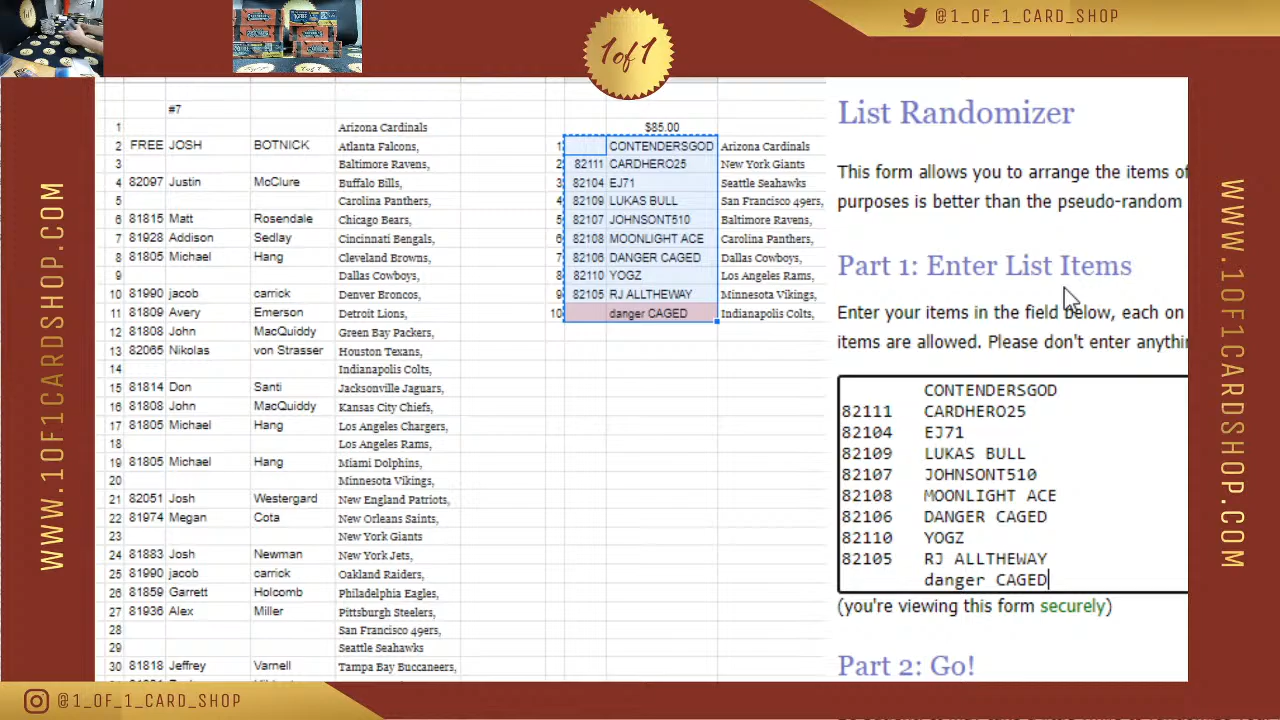 @1_OF_1_CARD_SHOP
1of1
WWW.1OF1CARDSHOP.COM
#7
1 Arizona Cardinals
2 FREE JOSH BOTNICK Atlanta Falcons,
3 Baltimore Ravens,
4 82097 Justin McClure Buffalo Bills,
5 Carolina Panthers,
6 81815 Matt Rosendale Chicago Bears,
7 81928 Addison Sedlay Cincinnati Bengals,
8 81805 Michael Hang Cleveland Browns,
9 Dallas Cowboys,
10 81990 jacob carrick Denver Broncos,
11 81809 Avery Emerson Detroit Lions,
12 81808 John MacQuiddy Green Bay Packers,
13 82065 Nikolas von Strasser Houston Texans,
14 Indianapolis Colts,
15 81814 Don Santi Jacksonville Jaguars,
16 81808 John MacQuiddy Kansas City Chiefs,
17 81805 Michael Hang Los Angeles Chargers,
18 Los Angeles Rams,
19 81805 Michael Hang Miami Dolphins,
20 Minnesota Vikings,
21 82051 Josh Westergard New England Patriots,
22 81974 Megan Cota New Orleans Saints,
23 New York Giants
24 81883 Josh Newman New York Jets,
25 81990 jacob carrick Oakland Raiders,
26 81859 Garrett Holcomb Philadelphia Eagles,
27 81936 Alex Miller Pittsburgh Steelers,
28 San Francisco 49ers,
29 Seattle Seahawks
30 81818 Jeffrey Varnell Tampa Bay Buccaneers,
$85.00
1 CONTENDERSGOD Arizona Cardinals
2 82111 CARDHERO25 New York Giants
3 82104 EJ71 Seattle Seahawks
4 82109 LUKAS BULL San Francisco 49ers,
5 82107 JOHNSONT510 Baltimore Ravens,
6 82108 MOONLIGHT ACE Carolina Panthers,
7 82106 DANGER CAGED Dallas Cowboys,
8 82110 YOGZ Los Angeles Rams,
9 82105 RJ ALLTHEWAY Minnesota Vikings,
10 danger CAGED Indianapolis Colts,
List Randomizer
This form allows you to arrange the items of
purposes is better than the pseudo-random
Part 1: Enter List Items
Enter your items in the field below, each on
items are allowed. Please don't enter anythi
CONTENDERSGOD
82111 CARDHERO25
82104 EJ71
82109 LUKAS BULL
82107 JOHNSONT510
82108 MOONLIGHT ACE
82106 DANGER CAGED
82110 YOGZ
82105 RJ ALLTHEWAY
danger CAGED
(you're viewing this form securely)
Part 2: Go!
WWW.1OF1CARDSHOP.COM
@1_OF_1_CARD_SHOP